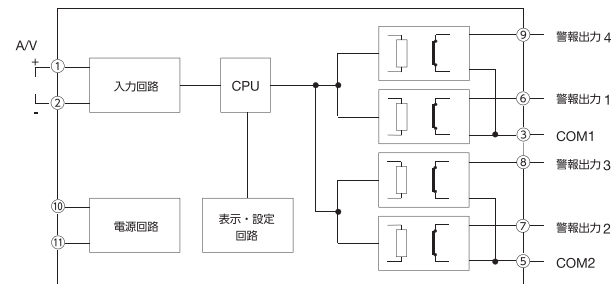 A/V
+
①
②
-
入力回路
CPU
⑨ 警報出力4
⑥ 警報出力1
③ COM1
⑧ 警報出力3
⑦ 警報出力2
⑤ COM2
⑩
⑪
電源回路
表示・設定
回路